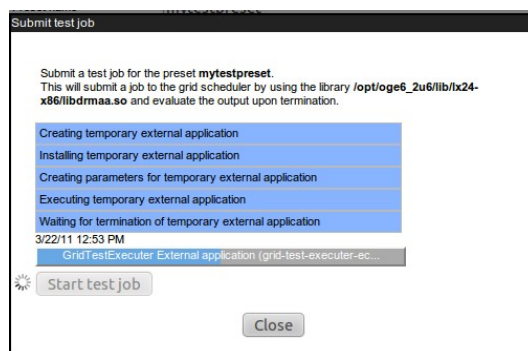 Submit test job
Submit a test job for the preset mytestpreset.
This will submit a job to the grid scheduler by using the library /opt/oge6_2u6/lib/lx24-
x86/libdrmaa.so and evaluate the output upon termination.
Creating temporary external application
Installing temporary external application
Creating parameters for temporary external application
Executing temporary external application
Waiting for termination of temporary external application
3/22/11 12:53 PM
GridTestExecuter External application (grid-test-executer-ec...
Start test job
Close